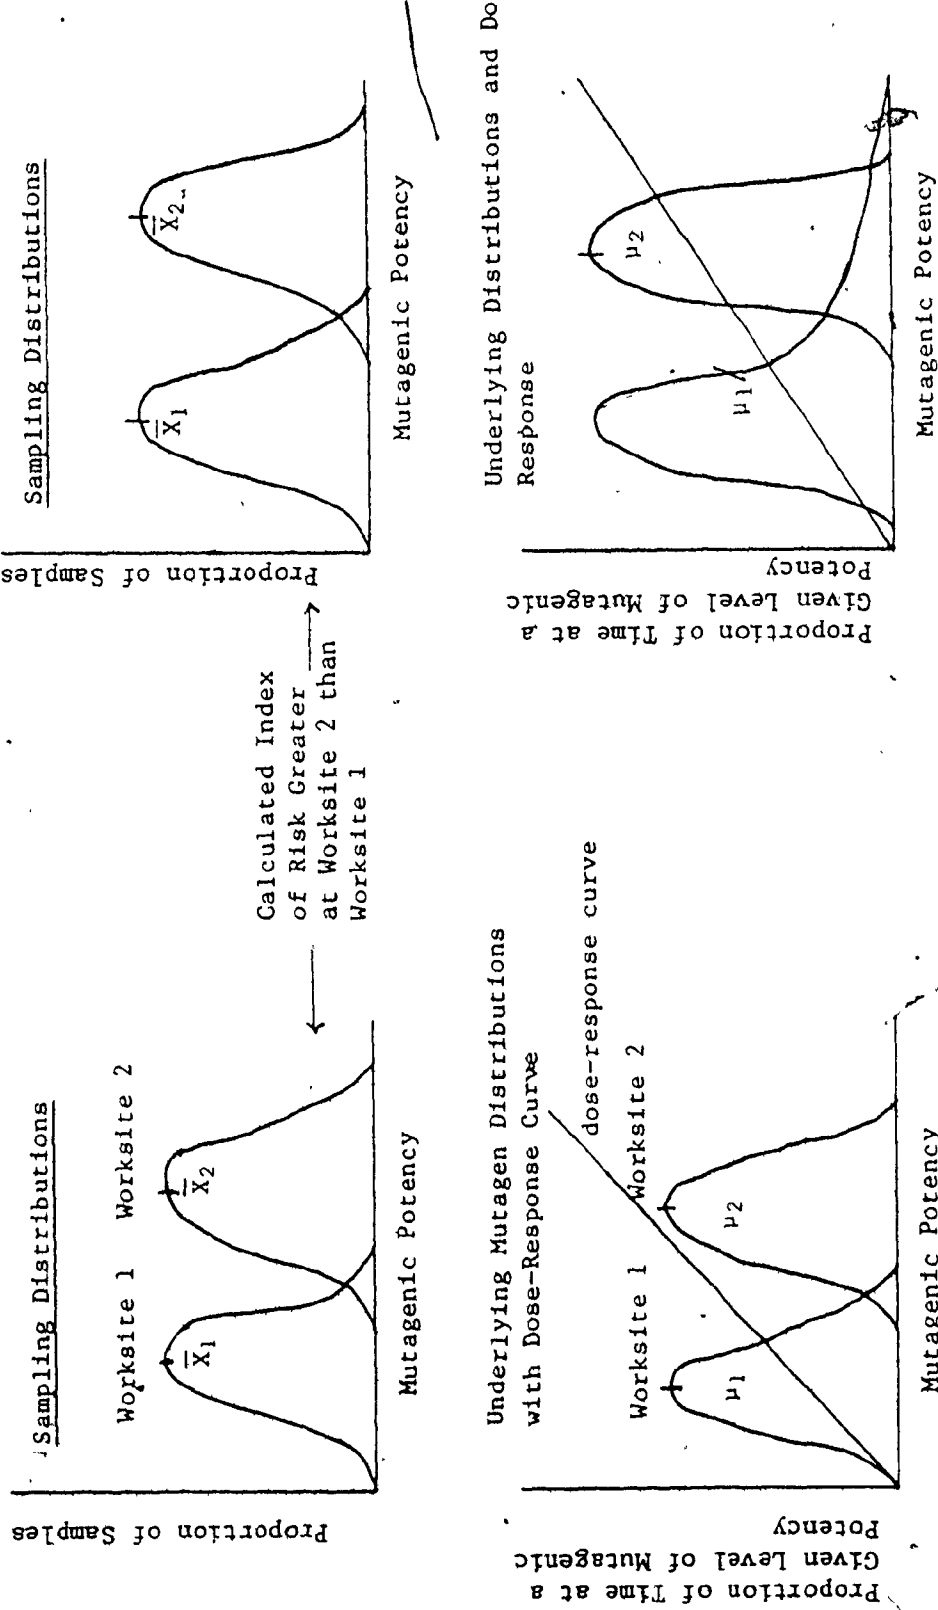 Sampling Distributions
Worksite 1 Worksite 2
X̄1
X̄2
Proportion of Samples
Mutagenic Potency
Calculated Index
of Risk Greater
at Worksite 2 than
Worksite 1
Sampling Distributions
X̄1
X̄2
Proportion of Samples
Mutagenic Potency
Underlying Mutagen Distributions
with Dose-Response Curve
dose-response curve
Worksite 1
Worksite 2
μ1
μ2
Proportion of Time at a
Given Level of Mutagenic
Potency
Mutagenic Potency
Underlying Distributions and Do
Response
μ1
μ2
Proportion of Time at a
Given Level of Mutagenic
Potency
Mutagenic Potency